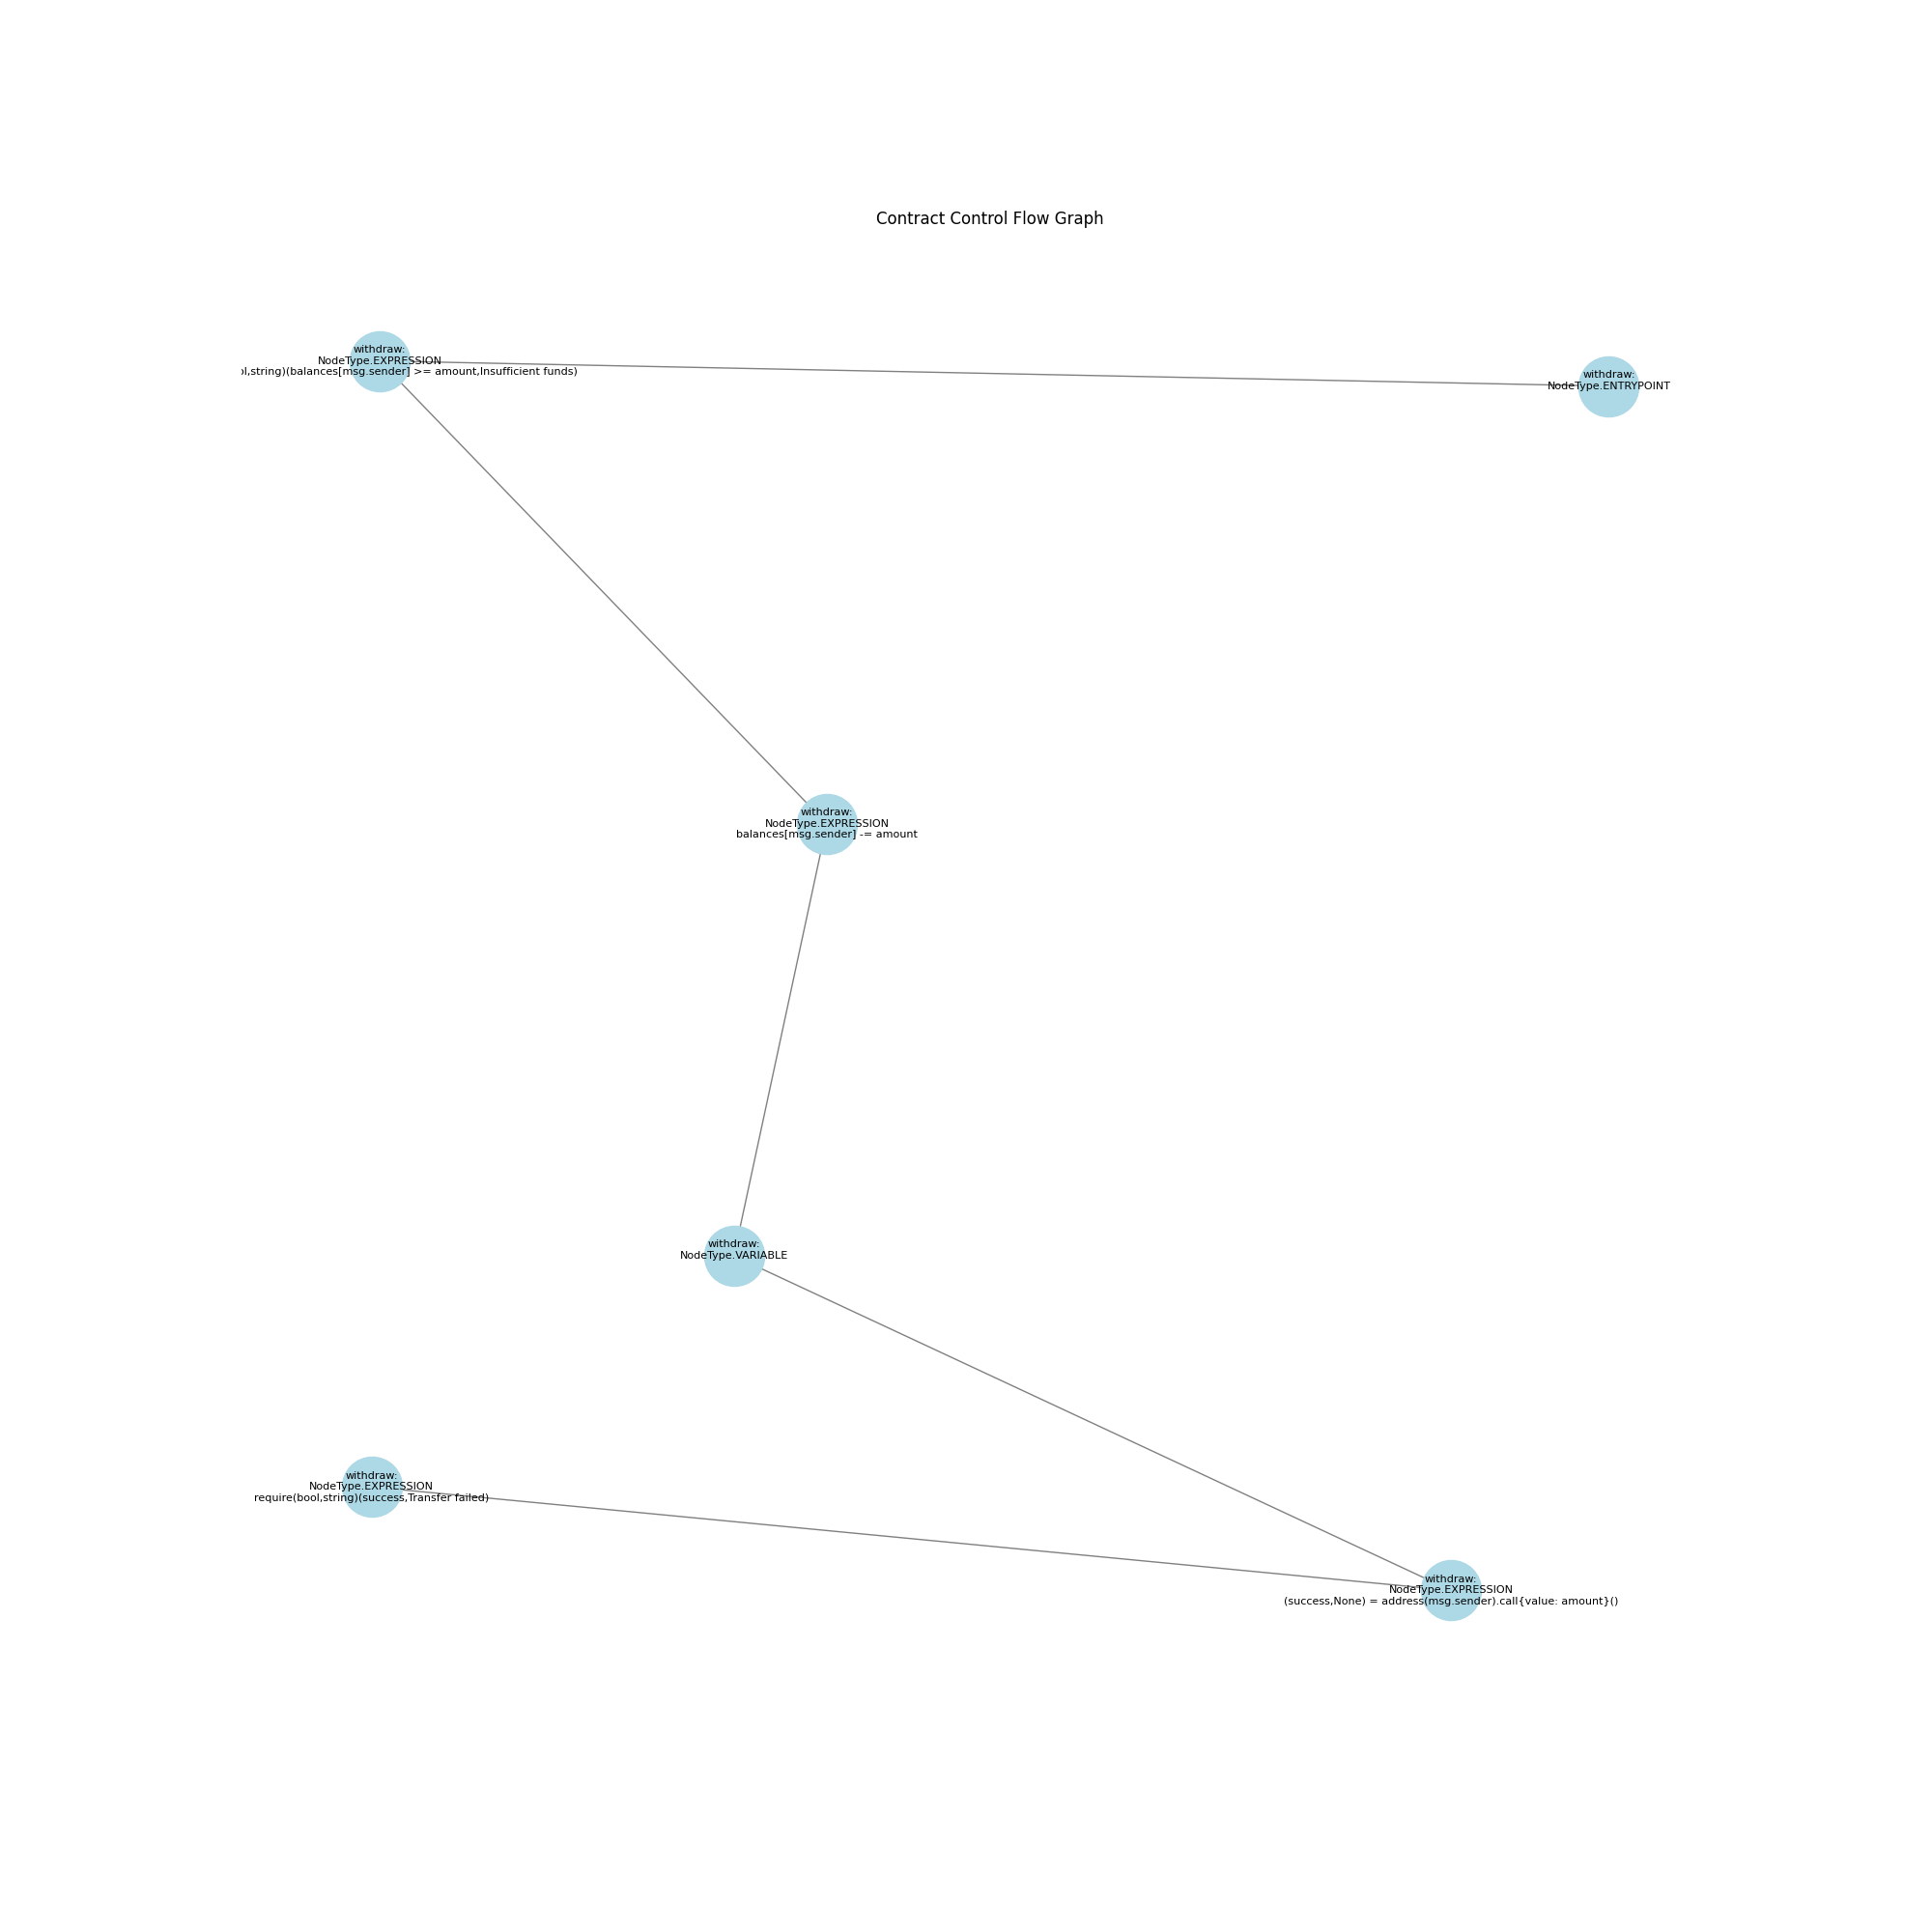 Contract Control Flow Graph
withdraw:
NodeType.EXPRESSION
l,string)(balances[msg.sender] >= amount,Insufficient funds)
withdraw:
NodeType.ENTRYPOINT
withdraw:
NodeType.EXPRESSION
balances[msg.sender] -= amount
withdraw:
NodeType.VARIABLE
withdraw:
NodeType.EXPRESSION
require(bool,string)(success,Transfer failed)
withdraw:
NodeType.EXPRESSION
(success,None) = address(msg.sender).call{value: amount}()